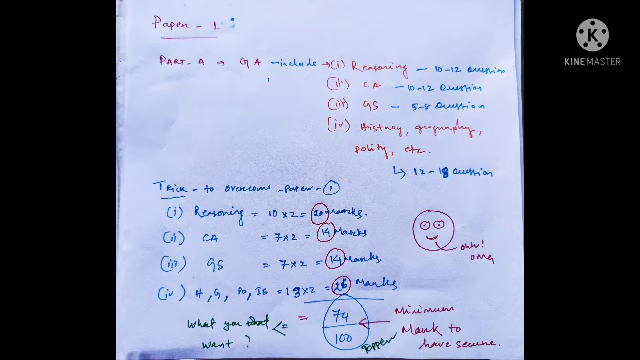 Paper - 1
KINEMASTER
PART-A → GA - include → (i) Reasoning - 10-12 Question
(ii) CA - 10-12 Question
(iii) GS - 5-8 Question
(iv) History, geography,
polity, etc.
↳ 12-18 Question
Trick to overcome paper - 1
(i) Reasoning = 10×2 = 20 Marks.
(ii) CA = 7×2 = 14 Marks
(iii) GS = 7×2 = 14 Marks
(iv) H, G, PO, = 13×2 = 26 Marks
ohh!
omg
What you
want ?
= 74
100
Topper
Minimum
Mark to
have secure.